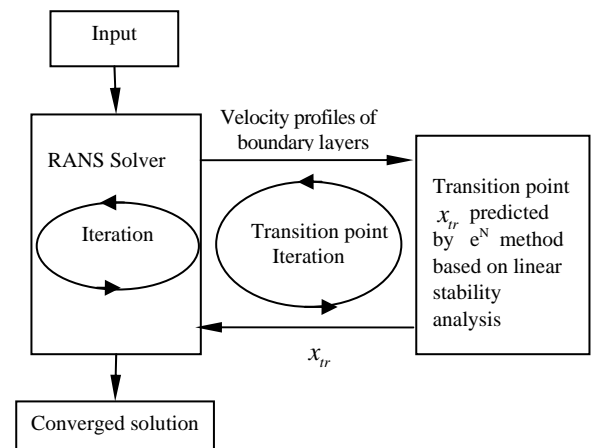 Input
Velocity profiles of
boundary layers
RANS Solver
Iteration
Transition point
Iteration
Transition point
x_tr predicted
by e^N method
based on linear
stability
analysis
x_tr
Converged solution